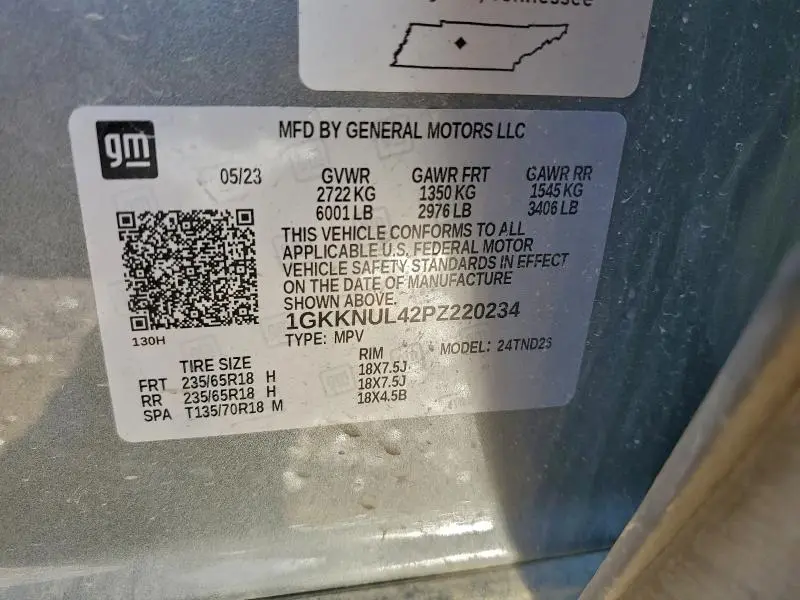 Tennessee
gm
MFD BY GENERAL MOTORS LLC
05/23 GVWR GAWR FRT GAWR RR
2722 KG 1350 KG 1545 KG
6001 LB 2976 LB 3406 LB
THIS VEHICLE CONFORMS TO ALL
APPLICABLE U.S. FEDERAL MOTOR
VEHICLE SAFETY STANDARDS IN EFFECT
ON THE DATE OF MANUFACTURE
SHOWN ABOVE.
1GKKNUL42PZ220234
130H
TYPE: MPV MODEL: 24TND26
TIRE SIZE RIM
FRT 235/65R18 H 18X7.5J
RR 235/65R18 H 18X7.5J
SPA T135/70R18 M 18X4.5B